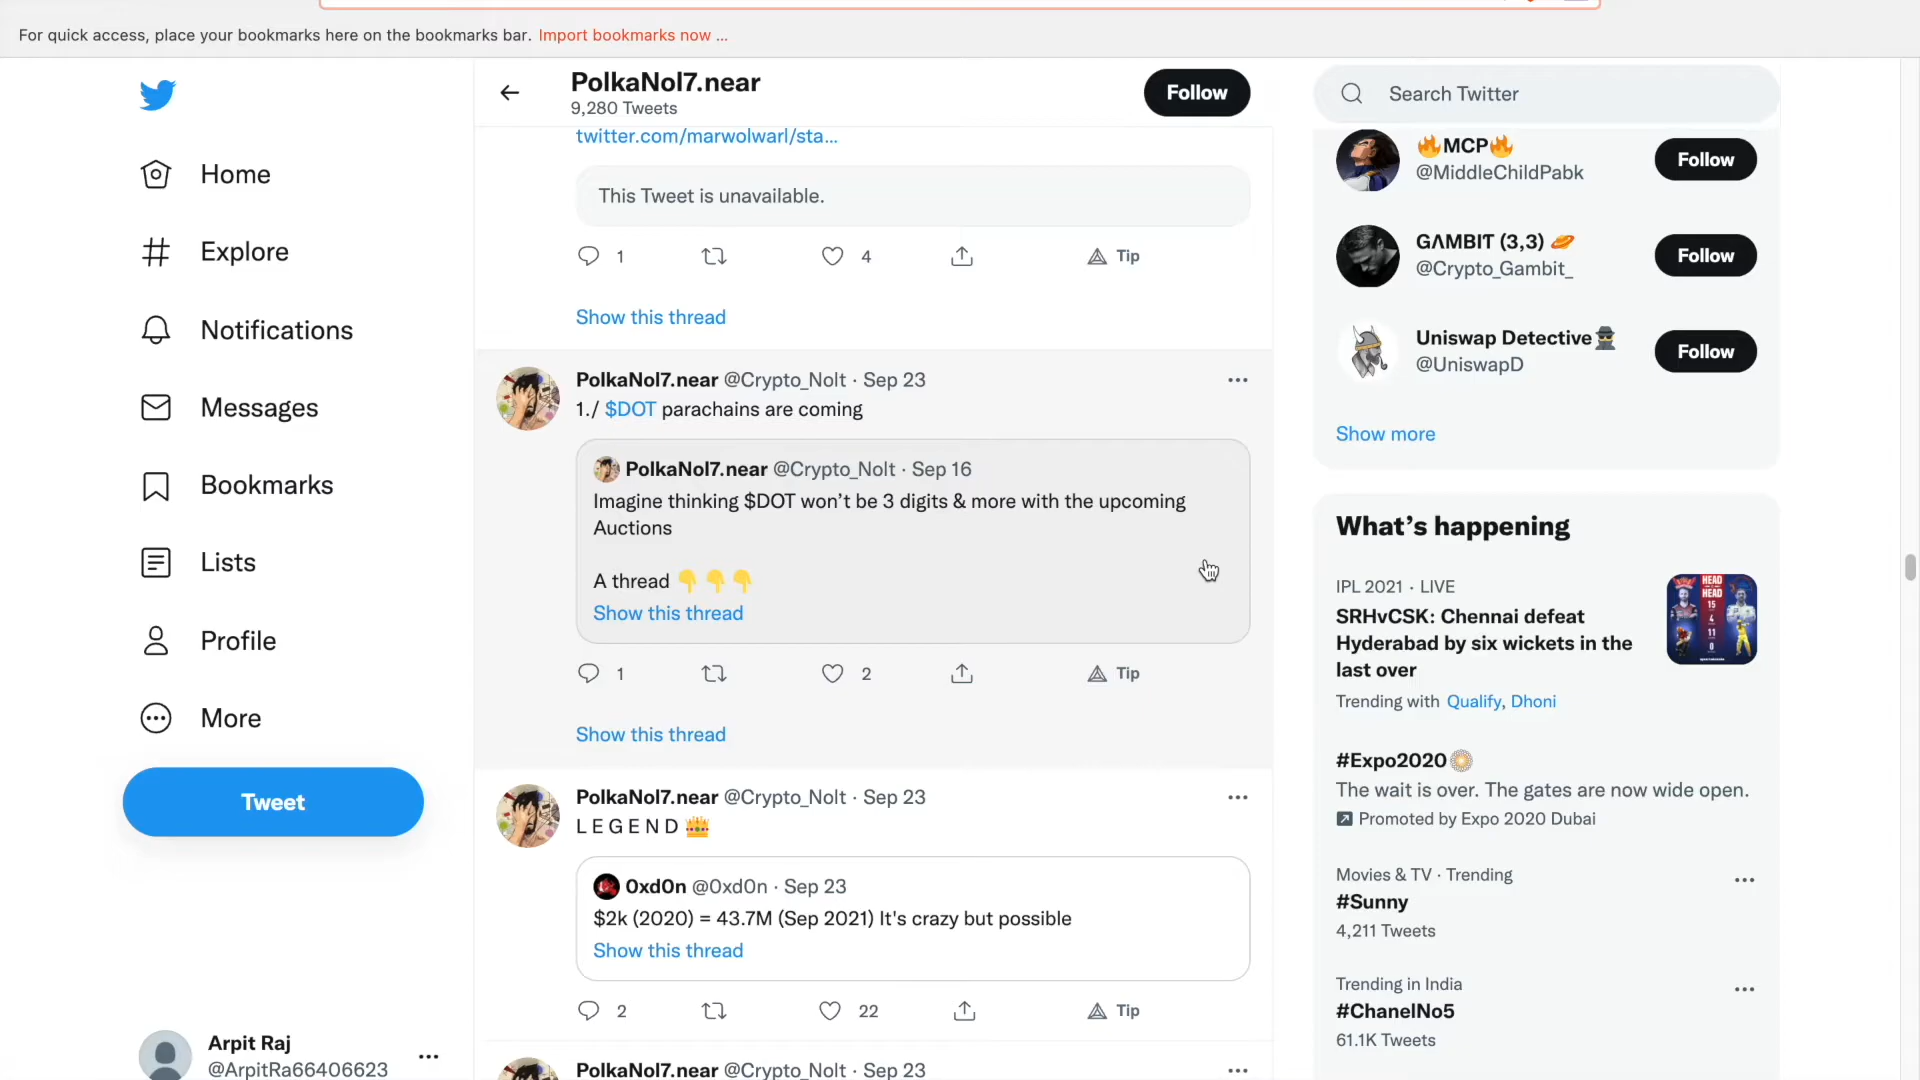 For quick access, place your bookmarks here on the bookmarks bar. Import bookmarks now ...
Home
Explore
Notifications
Messages
Bookmarks
Lists
Profile
More
Tweet
Arpit Raj
@ArpitRa66406623
PolkaNol7.near
9,280 Tweets
Follow
twitter.com/marwolwarl/sta...
This Tweet is unavailable.
1 4 Tip
Show this thread
PolkaNol7.near @Crypto_Nolt · Sep 23
1./ $DOT parachains are coming
PolkaNol7.near @Crypto_Nolt · Sep 16
Imagine thinking $DOT won't be 3 digits & more with the upcoming
Auctions
A thread 👇👇👇
Show this thread
1 2 Tip
Show this thread
PolkaNol7.near @Crypto_Nolt · Sep 23
L E G E N D 👑
0xd0n @0xd0n · Sep 23
$2k (2020) = 43.7M (Sep 2021) It's crazy but possible
Show this thread
2 22 Tip
PolkaNol7.near @Crypto_Nolt · Sep 23
Search Twitter
🔥MCP🔥
@MiddleChildPabk
Follow
GΛMBIT (3,3) 🪐
@Crypto_Gambit_
Follow
Uniswap Detective🕵
@UniswapD
Follow
Show more
What's happening
IPL 2021 · LIVE
SRHvCSK: Chennai defeat
Hyderabad by six wickets in the
last over
Trending with Qualify, Dhoni
HEAD
HEAD
15
4
11
0
#Expo2020
The wait is over. The gates are now wide open.
Promoted by Expo 2020 Dubai
Movies & TV · Trending
#Sunny
4,211 Tweets
Trending in India
#ChanelNo5
61.1K Tweets